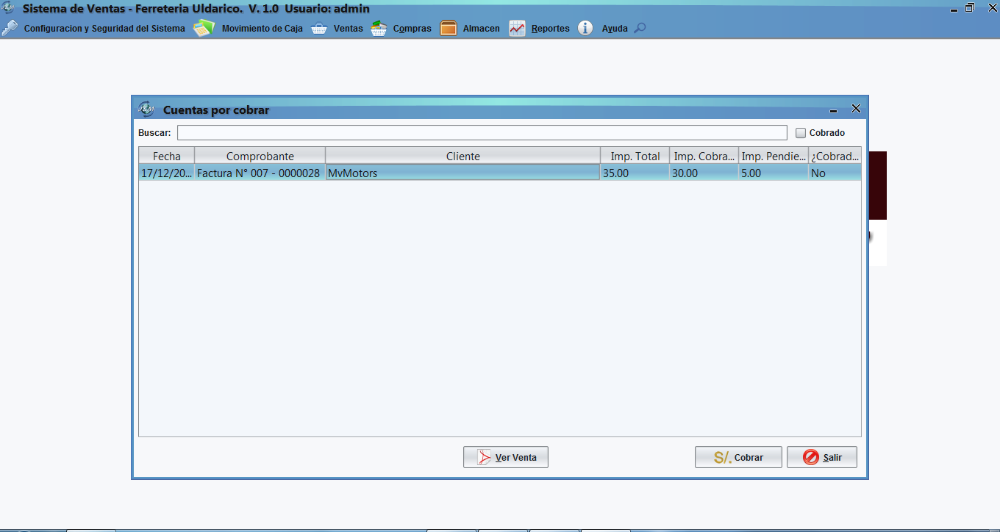 Sistema de Ventas - Ferreteria Uldarico. V. 1.0 Usuario: admin
Configuracion y Seguridad del Sistema Movimiento de Caja Ventas Compras Almacen Reportes Ayuda
Cuentas por cobrar
Buscar: Cobrado
Fecha Comprobante Cliente Imp. Total Imp. Cobra... Imp. Pendie... ¿Cobrad...
17/12/20... Factura N° 007 - 0000028 MvMotors 35.00 30.00 5.00 No
Ver Venta S/. Cobrar Salir